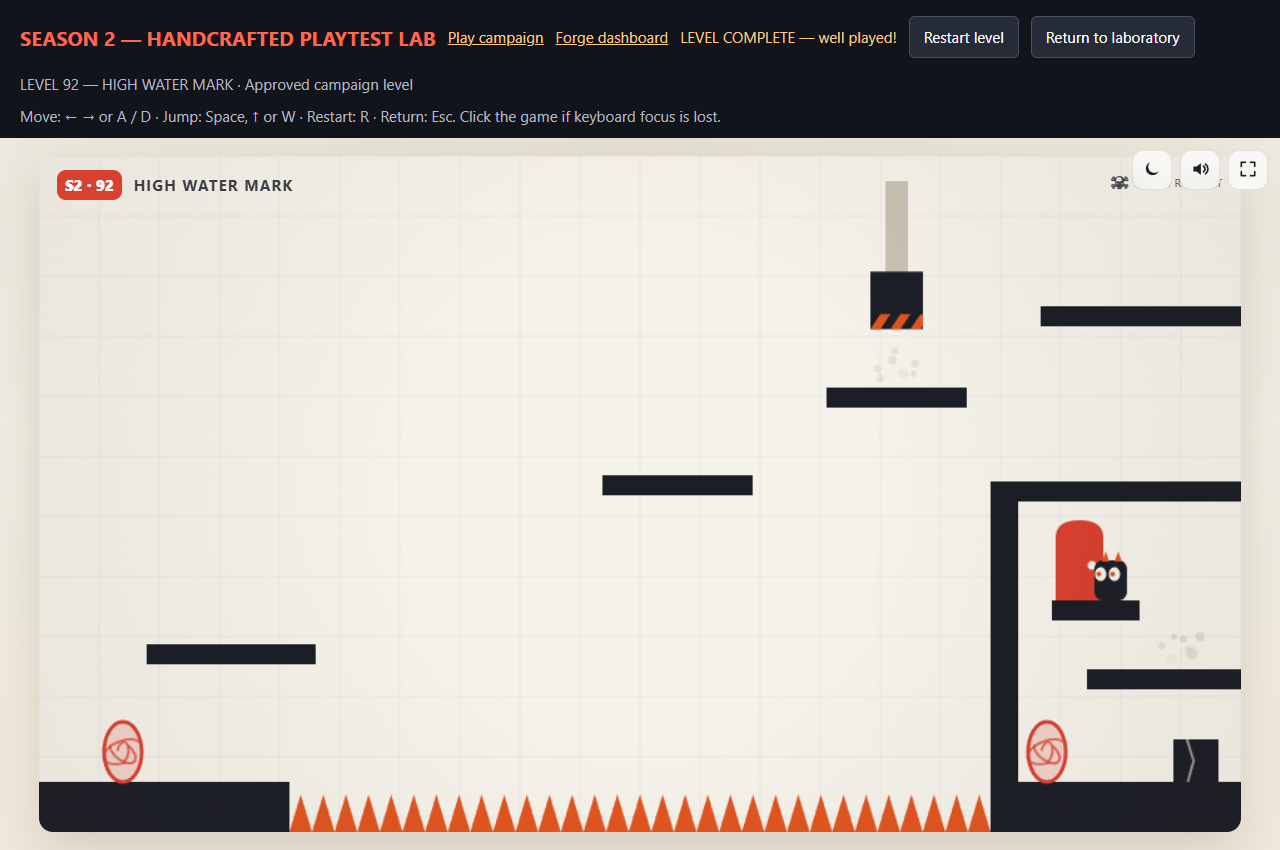 SEASON 2 — HANDCRAFTED PLAYTEST LAB Play campaign Forge dashboard LEVEL COMPLETE — well played! Restart level Return to laboratory
LEVEL 92 — HIGH WATER MARK · Approved campaign level
Move: ← → or A / D · Jump: Space, ↑ or W · Restart: R · Return: Esc. Click the game if keyboard focus is lost.
S2 · 92 HIGH WATER MARK